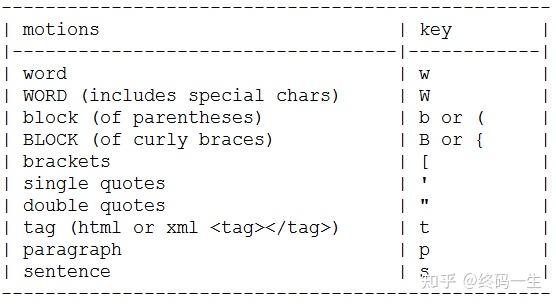 ---------------------------------------------------
| motions                          | key          |
|----------------------------------|--------------|
| word                             | w            |
| WORD (includes special chars)    | W            |
| block (of parentheses)           | b or (       |
| BLOCK (of curly braces)          | B or {       |
| brackets                         | [            |
| single quotes                    | '            |
| double quotes                    | "            |
| tag (html or xml <tag></tag>)    | t            |
| paragraph                        | p            |
| sentence                         | s            |
---------------------------------------------------
知乎 @终码一生